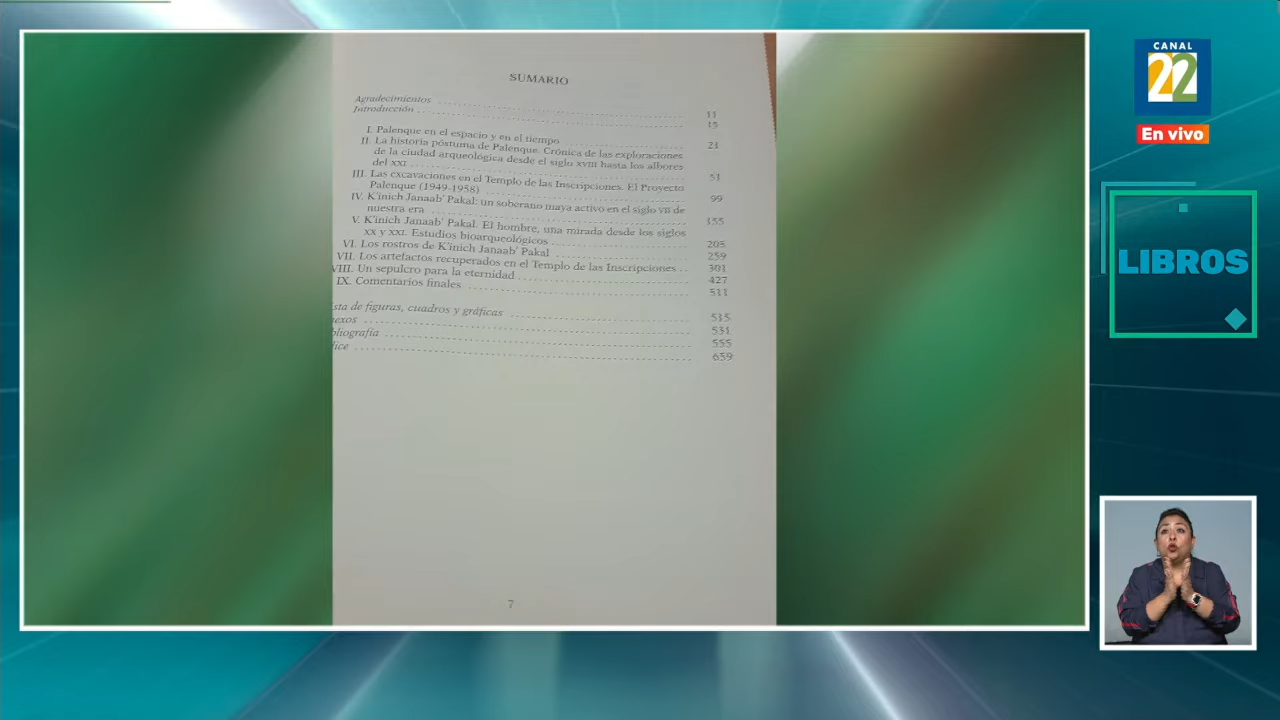 SUMARIO
Agradecimientos 11
Introducción 15
I. Palenque en el espacio y en el tiempo 21
II. La historia póstuma de Palenque. Crónica de las exploraciones
de la ciudad arqueológica desde el siglo XVIII hasta los albores
del XXI 51
III. Las excavaciones en el Templo de las Inscripciones. El Proyecto
Palenque (1949-1958) 99
IV. K'inich Janaab' Pakal: un soberano maya activo en el siglo VII de
nuestra era 155
V. K'inich Janaab' Pakal. El hombre, una mirada desde los siglos
XX y XXI. Estudios bioarqueológicos 205
VI. Los rostros de K'inich Janaab' Pakal 259
VII. Los artefactos recuperados en el Templo de las Inscripciones 301
VIII. Un sepulcro para la eternidad 427
IX. Comentarios finales 511
sta de figuras, cuadros y gráficas 515
nexos 531
bliografía 555
dice 659
7
CANAL
22
En vivo
LIBROS